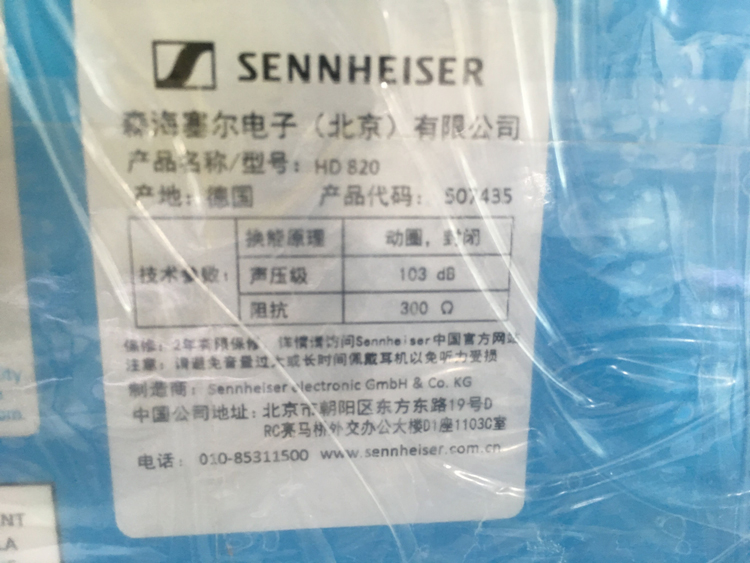 SENNHEISER
森海塞尔电子（北京）有限公司
产品名称/型号：HD 820
产地：德国 产品代码：507435
技术参数：
换能原理 动圈，封闭
声压级 103 dB
阻抗 300 Ω
保修：2年有限保修，详情请访问Sennheiser中国官方网站
注意：请避免音量过大或长时间佩戴耳机以免听力受损
制造商：Sennheiser electronic GmbH & Co. KG
中国公司地址：北京市朝阳区东方东路19号D
RC亮马桥外交办公大楼D1座1103C室
电话：010-85311500 www.sennheiser.com.cn